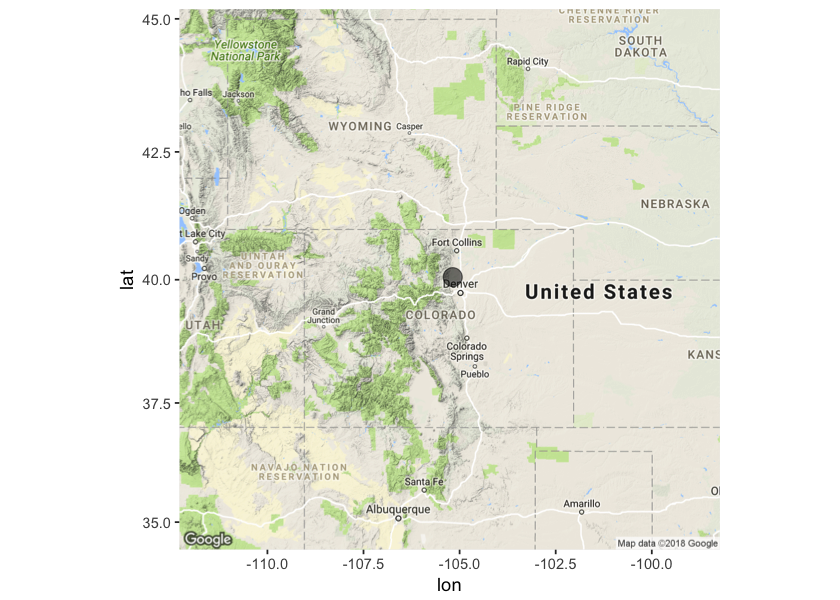 45.0
42.5
40.0
37.5
35.0
lat
-110.0
-107.5
-105.0
-102.5
-100.0
lon
CHEYENNE RIVER
RESERVATION
Yellowstone
National Park
SOUTH
DAKOTA
Rapid City
ho Falls
Jackson
PINE RIDGE
RESERVATION
ello
WYOMING
Casper
NEBRASKA
Ogden
t Lake City
Sandy
Provo
UINTAH
AND OURAY
RESERVATION
Fort Collins
Denver
United States
Grand
Junction
COLORADO
UTAH
Colorado
Springs
Pueblo
KANS
NAVAJO NATION
RESERVATION
Santa Fe
Albuquerque
Amarillo
O
Google
Map data ©2018 Google